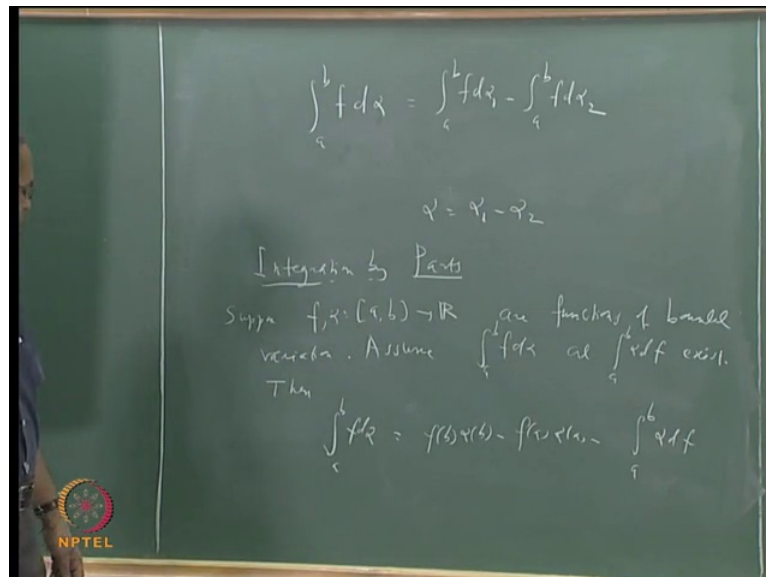 ∫_a^b f dα = ∫_a^b f dα₁ - ∫_a^b f dα₂
α = α₁ - α₂
Integration by Parts
Suppose f, α : [a, b] → ℝ are functions of bounded
variation. Assume ∫_a^b f dα and ∫_a^b α df exist.
Then
∫_a^b f dα = f(b) α(b) - f(a) α(a) - ∫_a^b α df
NPTEL